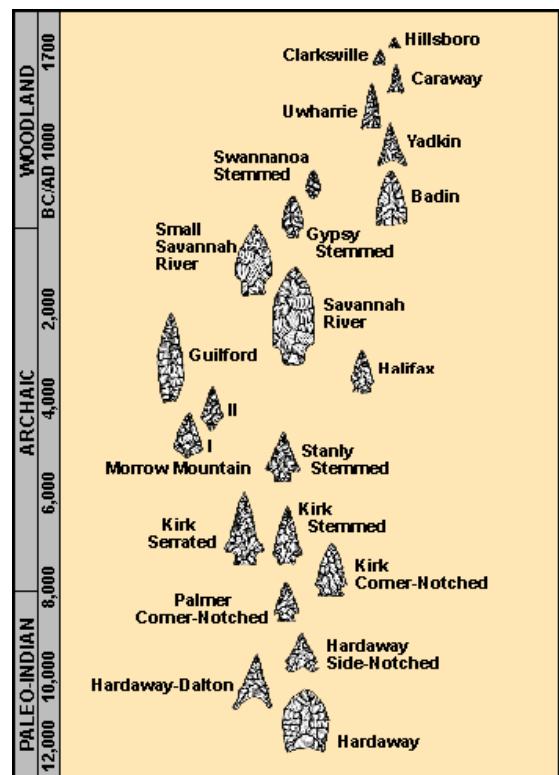 WOODLAND
ARCHAIC
PALEO-INDIAN
1700
BC/AD 1000
2,000
4,000
6,000
8,000
10,000
12,000
Hillsboro
Clarksville
Caraway
Uwharrie
Yadkin
Swannanoa
Stemmed
Badin
Small
Savannah
River
Gypsy
Stemmed
Savannah
River
Guilford
Halifax
II
I
Morrow Mountain
Stanly
Stemmed
Kirk
Serrated
Kirk
Stemmed
Kirk
Corner-Notched
Palmer
Corner-Notched
Hardaway
Side-Notched
Hardaway-Dalton
Hardaway